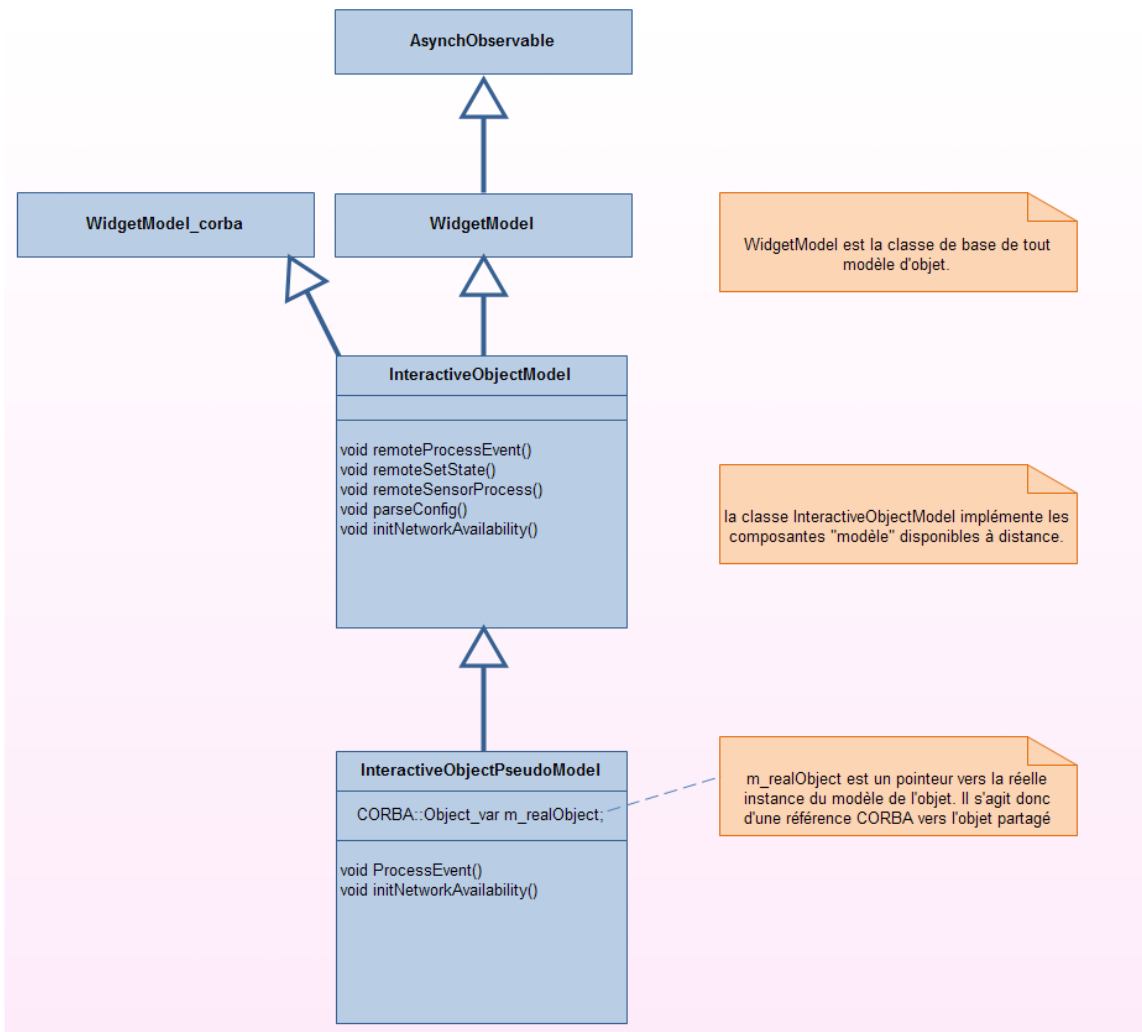 AsynchObservable
WidgetModel_corba
WidgetModel
WidgetModel est la classe de base de tout
modèle d'objet.
InteractiveObjectModel
void remoteProcessEvent()
void remoteSetState()
void remoteSensorProcess()
void parseConfig()
void initNetworkAvailability()
la classe InteractiveObjectModel implémente les
composantes "modèle" disponibles à distance.
InteractiveObjectPseudoModel
CORBA::Object_var m_realObject;
void ProcessEvent()
void initNetworkAvailability()
m_realObject est un pointeur vers la réelle
instance du modèle de l'objet. Il s'agit donc
d'une référence CORBA vers l'objet partagé